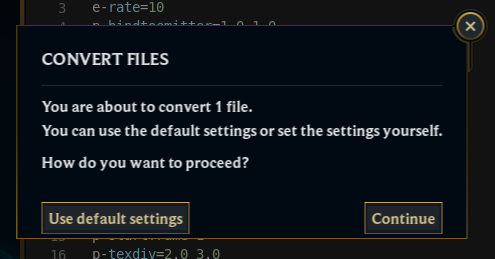 3 e-rate=10
4 p-bindtoemitter=1.0 1.0
CONVERT FILES
You are about to convert 1 file.
You can use the default settings or set the settings yourself.
How do you want to proceed?
Use default settings
Continue
16 p-texdiv=2.0 3.0